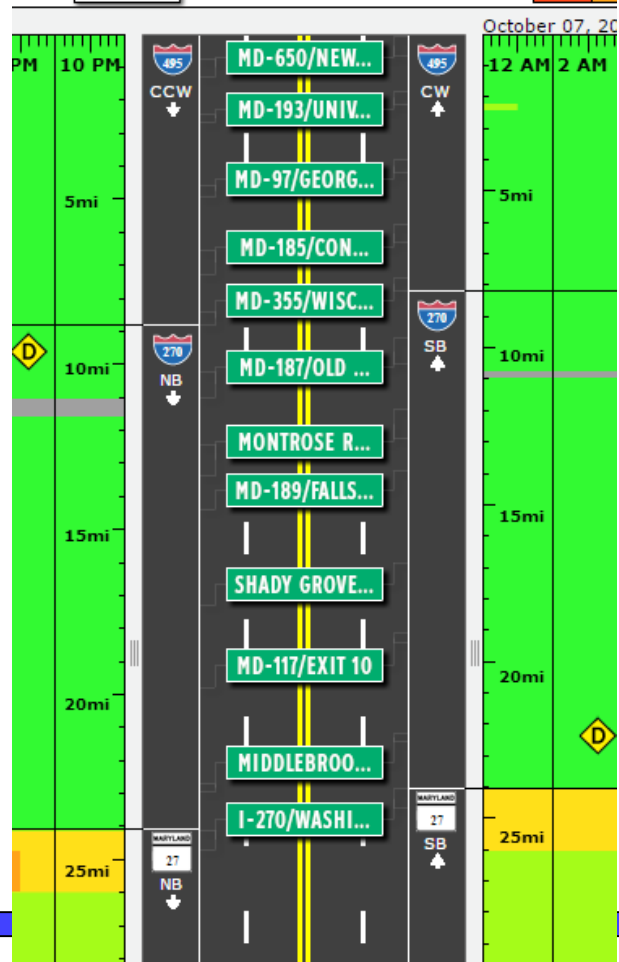 October 07, 20
PM 10 PM
495
CCW
MD-650/NEW...
495
CW
12 AM 2 AM
MD-193/UNIV...
MD-97/GEORG...
5mi
5mi
MD-185/CON...
MD-355/WISC...
D
270
NB
10mi
MD-187/OLD ...
270
SB
10mi
MONTROSE R...
MD-189/FALLS...
15mi
15mi
SHADY GROVE...
MD-117/EXIT 10
20mi
20mi
D
MIDDLEBROO...
I-270/WASHI...
MARYLAND
27
NB
25mi
MARYLAND
27
SB
25mi